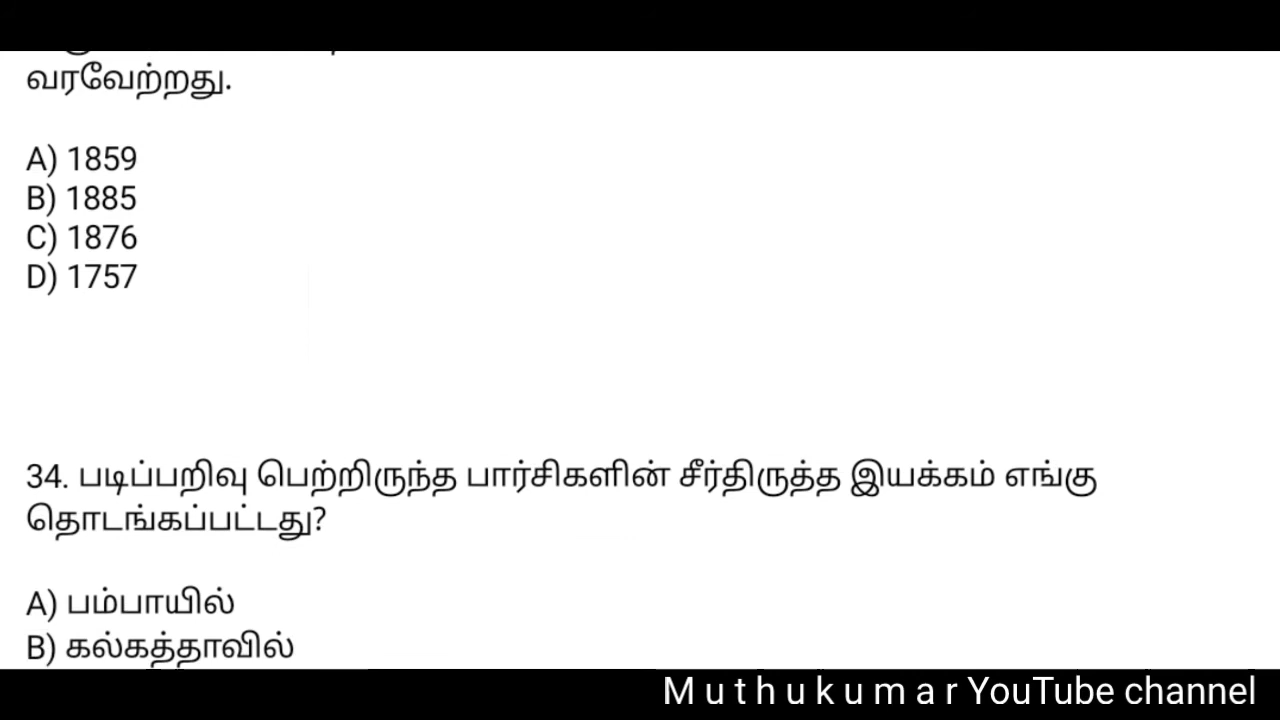 வரவேற்றது.
A) 1859
B) 1885
C) 1876
D) 1757
34. படிப்பறிவு பெற்றிருந்த பார்சிகளின் சீர்திருத்த இயக்கம் எங்கு
தொடங்கப்பட்டது?
A) பம்பாயில்
B) கல்கத்தாவில்
Muthukumar YouTube channel